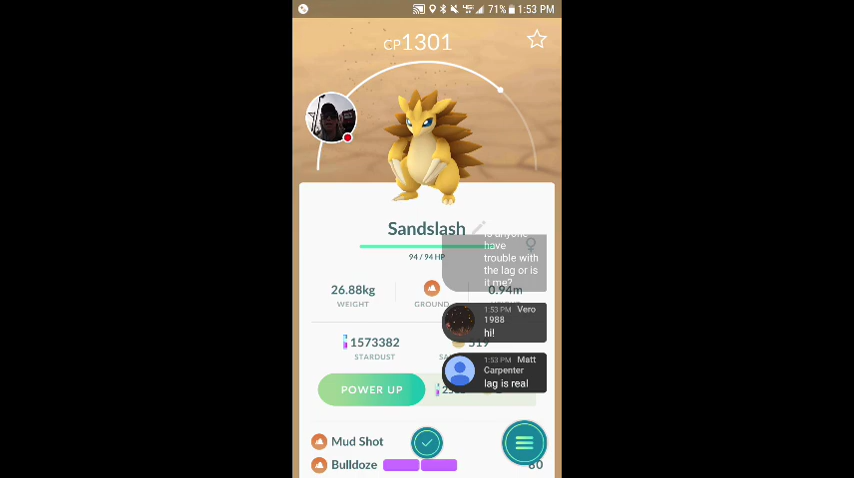 71% 1:53 PM
CP1301
Sandslash
is anyone
have
trouble with
the lag or is
it me?
94 / 94 HP
26.88kg
0.94m
WEIGHT
GROUND
1:53 PM Vero
1988
hi!
1573382
519
STARDUST
1:53 PM Matt
Carpenter
lag is real
POWER UP
Mud Shot
Bulldoze
80